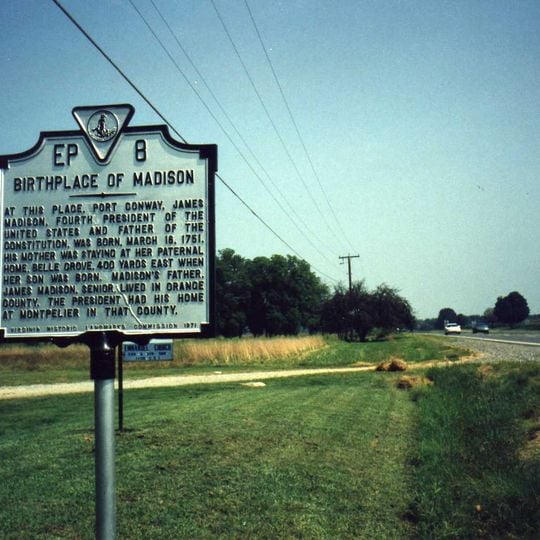 EP 8
BIRTHPLACE OF MADISON
AT THIS PLACE, PORT CONWAY, JAMES
MADISON, FOURTH PRESIDENT OF THE
UNITED STATES AND FATHER OF THE
CONSTITUTION, WAS BORN, MARCH 16, 1751.
HIS MOTHER WAS STAYING AT HER PATERNAL
HOME, BELLE GROVE, 400 YARDS EAST WHEN
HER SON WAS BORN. MADISON'S FATHER,
JAMES MADISON, SENIOR, LIVED IN ORANGE
COUNTY. THE PRESIDENT HAD HIS HOME
AT MONTPELIER IN THAT COUNTY.
VIRGINIA HISTORIC LANDMARKS COMMISSION 1971
EMMANUEL CHURCH